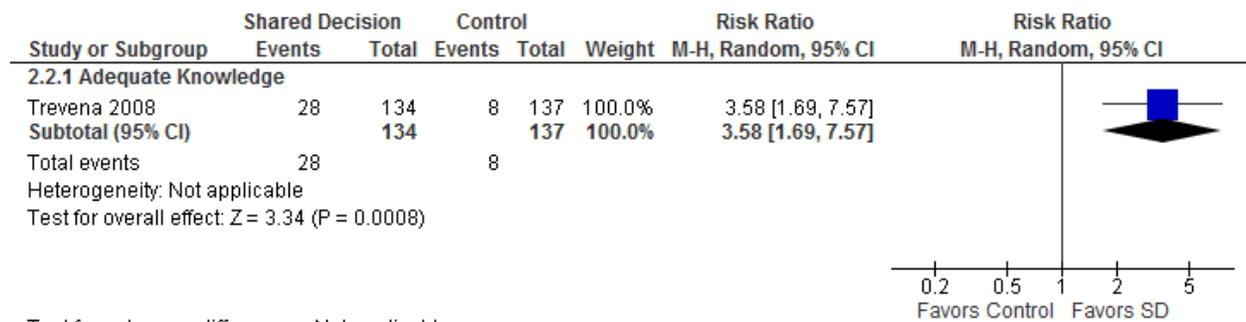 Shared Decision Control Risk Ratio Risk Ratio
Study or Subgroup Events Total Events Total Weight M-H, Random, 95% CI M-H, Random, 95% CI
2.2.1 Adequate Knowledge
Trevena 2008 28 134 8 137 100.0% 3.58 [1.69, 7.57]
Subtotal (95% CI) 134 137 100.0% 3.58 [1.69, 7.57]
Total events 28 8
Heterogeneity: Not applicable
Test for overall effect: Z = 3.34 (P = 0.0008)
0.2 0.5 1 2 5
Favors Control Favors SD